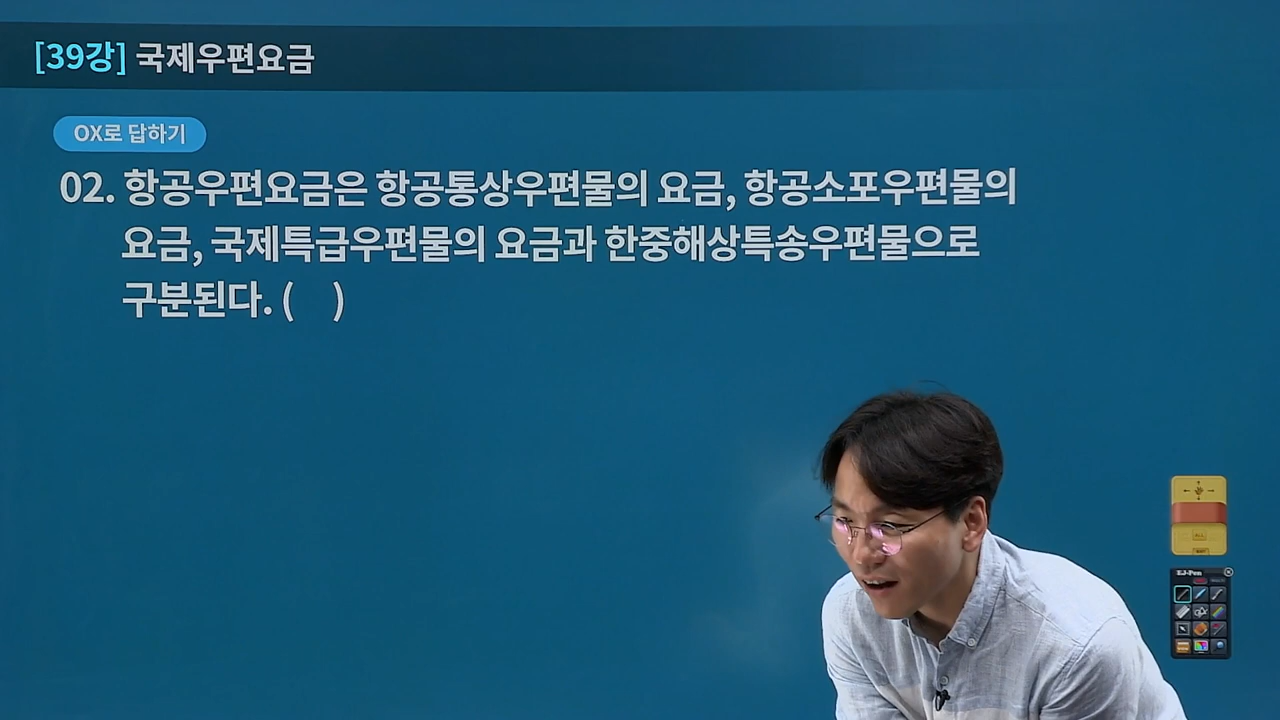 [39강] 국제우편요금
OX로 답하기
02. 항공우편요금은 항공통상우편물의 요금, 항공소포우편물의
요금, 국제특급우편물의 요금과 한중해상특송우편물으로
구분된다. (    )
ALL
EJ-Pen